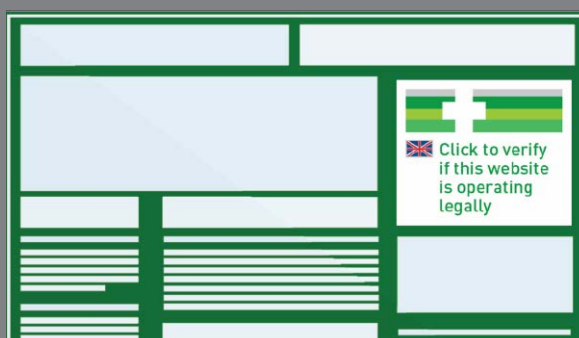 Click to verify
if this website
is operating
legally